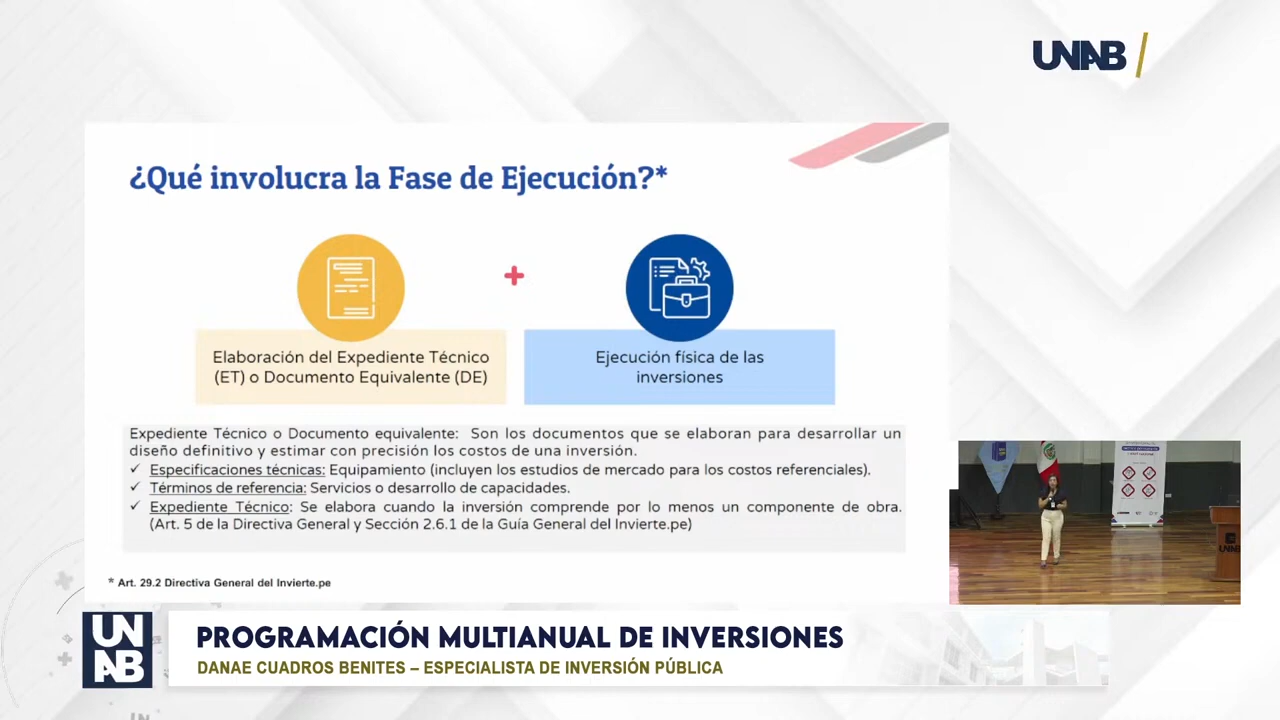 UNAB
¿Qué involucra la Fase de Ejecución?*
Elaboración del Expediente Técnico
(ET) o Documento Equivalente (DE)
Ejecución física de las
inversiones
Expediente Técnico o Documento equivalente: Son los documentos que se elaboran para desarrollar un
diseño definitivo y estimar con precisión los costos de una inversión.
✓ Especificaciones técnicas: Equipamiento (incluyen los estudios de mercado para los costos referenciales).
✓ Términos de referencia: Servicios o desarrollo de capacidades.
✓ Expediente Técnico: Se elabora cuando la inversión comprende por lo menos un componente de obra.
(Art. 5 de la Directiva General y Sección 2.6.1 de la Guía General del Invierte.pe)
* Art. 29.2 Directiva General del Invierte.pe
UNAB
UN
AB
PROGRAMACIÓN MULTIANUAL DE INVERSIONES
DANAE CUADROS BENITES – ESPECIALISTA DE INVERSIÓN PÚBLICA